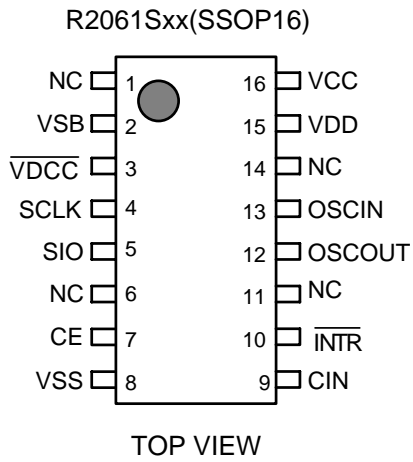 R2061Sxx(SSOP16)
NC 1 16 VCC
VSB 2 15 VDD
VDCC 3 14 NC
SCLK 4 13 OSCIN
SIO 5 12 OSCOUT
NC 6 11 NC
CE 7 10 INTR
VSS 8 9 CIN
TOP VIEW